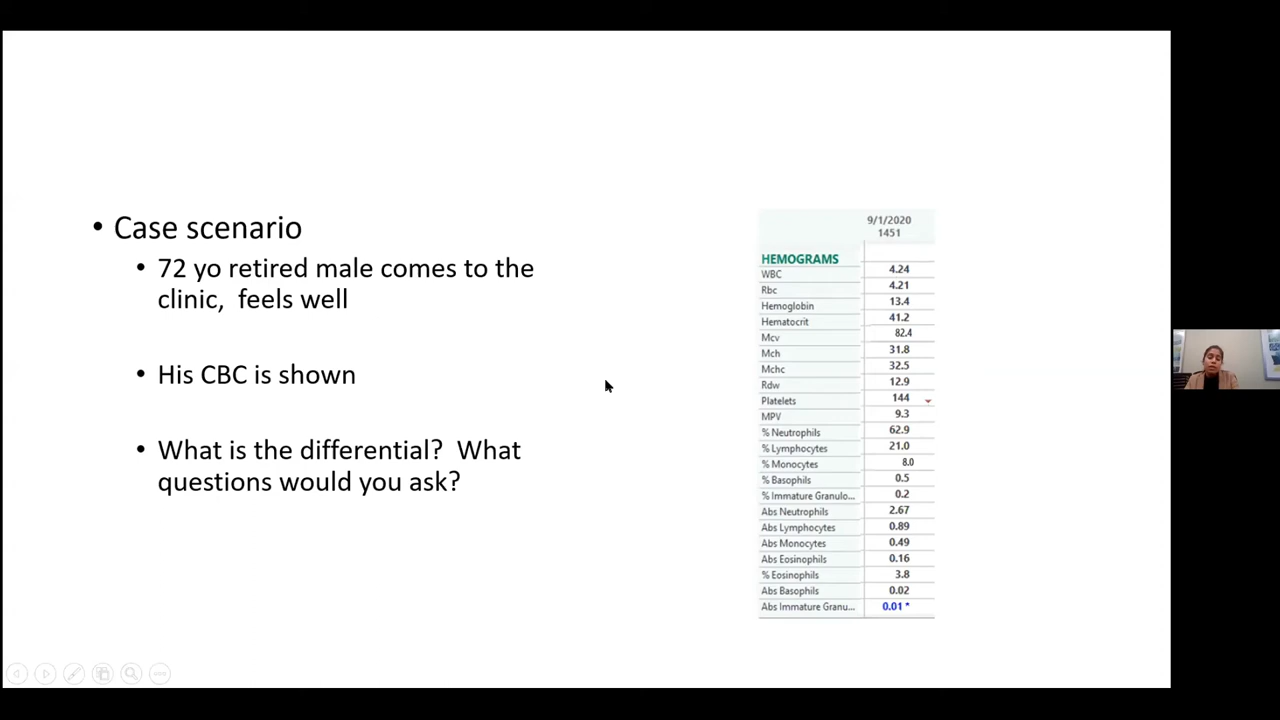 • Case scenario
• 72 yo retired male comes to the
clinic, feels well
• His CBC is shown
• What is the differential? What
questions would you ask?
9/1/2020
1451
HEMOGRAMS
WBC 4.24
Rbc 4.21
Hemoglobin 13.4
Hematocrit 41.2
Mcv 82.4
Mch 31.8
Mchc 32.5
Rdw 12.9
Platelets 144
MPV 9.3
% Neutrophils 62.9
% Lymphocytes 21.0
% Monocytes 8.0
% Basophils 0.5
% Immature Granulo... 0.2
Abs Neutrophils 2.67
Abs Lymphocytes 0.89
Abs Monocytes 0.49
Abs Eosinophils 0.16
% Eosinophils 3.8
Abs Basophils 0.02
Abs Immature Granu... 0.01 *